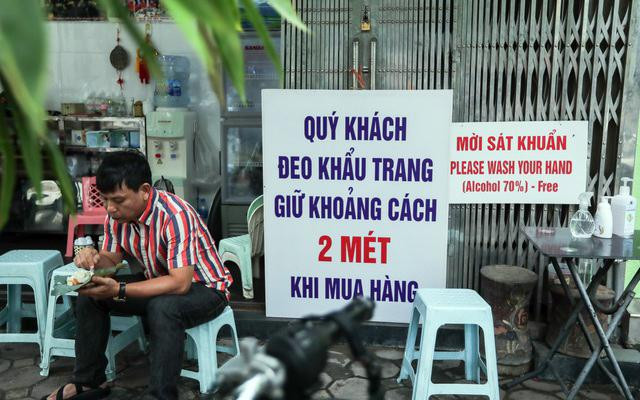 QUÝ KHÁCH
ĐEO KHẨU TRANG
GIỮ KHOẢNG CÁCH
2 MÉT
KHI MUA HÀNG
MỜI SÁT KHUẨN
PLEASE WASH YOUR HAND
(Alcohol 70%) - Free